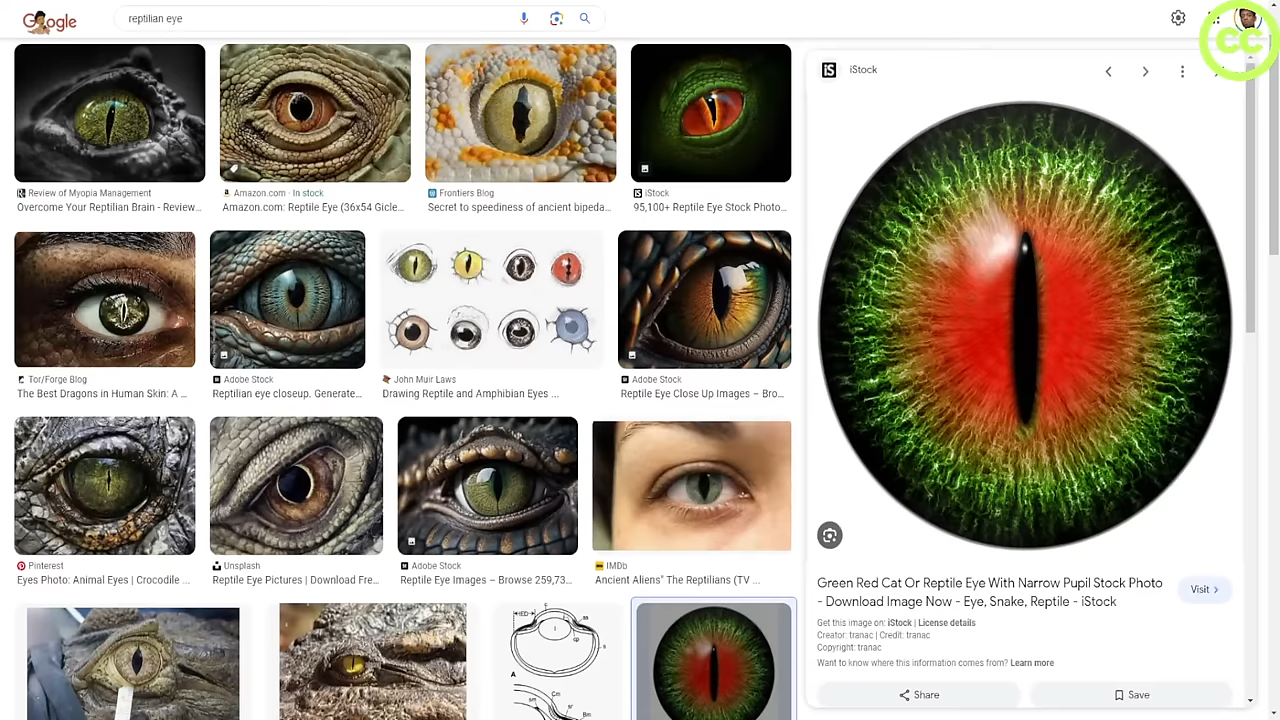 Google
reptilian eye
CC
Review of Myopia Management
Overcome Your Reptilian Brain - Review...
Amazon.com · In stock
Amazon.com: Reptile Eye (36x54 Gicle...
Frontiers Blog
Secret to speediness of ancient bipeda...
iStock
95,100+ Reptile Eye Stock Photo...
Tor/Forge Blog
The Best Dragons in Human Skin: A ...
Adobe Stock
Reptilian eye closeup. Generate...
John Muir Laws
Drawing Reptile and Amphibian Eyes ...
Adobe Stock
Reptile Eye Close Up Images – Bro...
Pinterest
Eyes Photo: Animal Eyes | Crocodile ...
Unsplash
Reptile Eye Pictures | Download Fre...
Adobe Stock
Reptile Eye Images – Browse 259,73...
IMDb
Ancient Aliens" The Reptilians (TV ...
A
Cm
Bm
iS
iStock
Green Red Cat Or Reptile Eye With Narrow Pupil Stock Photo
- Download Image Now - Eye, Snake, Reptile - iStock
Visit
Get this image on: iStock | License details
Creator: tranac | Credit: tranac
Copyright: tranac
Want to know where this information comes from? Learn more
Share
Save